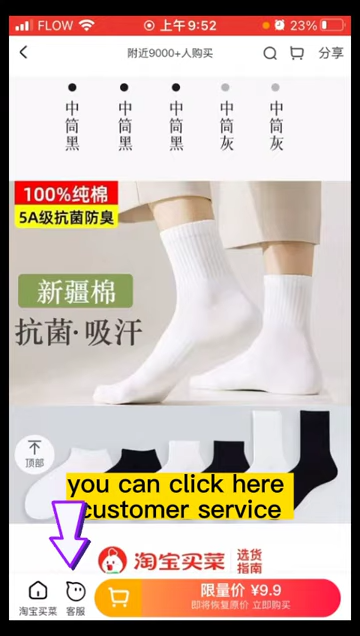 FLOW
上午9:52
23%
附近9000+人购买
分享
中筒黑
中筒黑
中筒黑
中筒灰
中筒灰
100%纯棉
5A级抗菌防臭
新疆棉
抗菌·吸汗
顶部
you can click here
customer service
淘宝买菜
选货
指南
淘宝买菜
客服
限量价 ¥9.9
即将恢复原价 立即购买